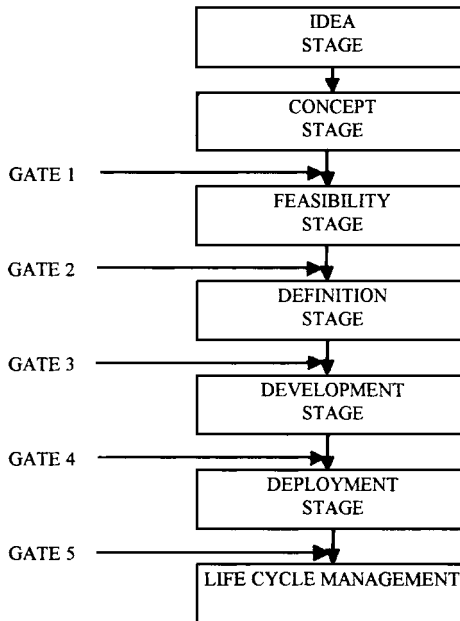 IDEA
STAGE
CONCEPT
STAGE
GATE 1
FEASIBILITY
STAGE
GATE 2
DEFINITION
STAGE
GATE 3
DEVELOPMENT
STAGE
GATE 4
DEPLOYMENT
STAGE
GATE 5
LIFE CYCLE MANAGEMENT